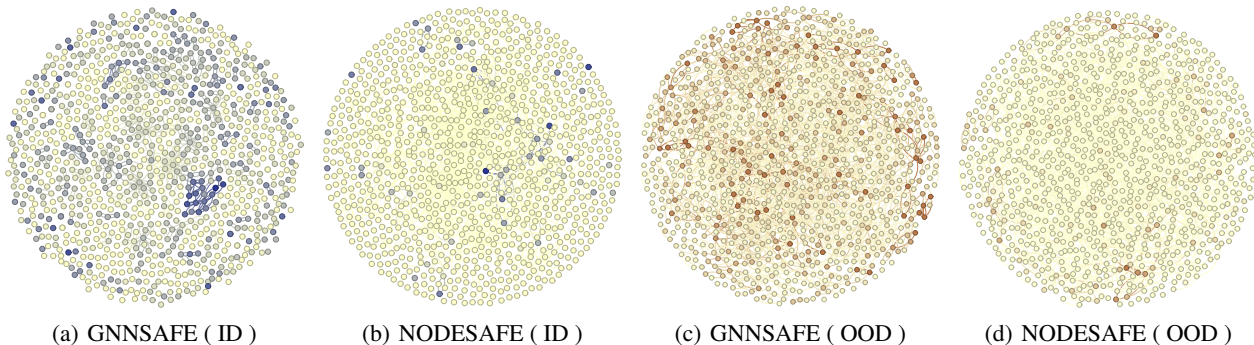 (a) GNNSAFE ( ID )
(b) NODESAFE ( ID )
(c) GNNSAFE ( OOD )
(d) NODESAFE ( OOD )